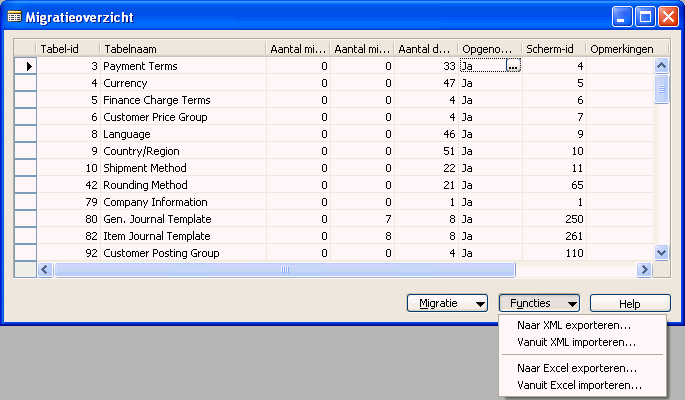 Migratieoverzicht
Tabel-id Tabelnaam Aantal mi... Aantal mi... Aantal d... Opgeno... Scherm-id Opmerkingen
3 Payment Terms 0 0 33 Ja ... 4
4 Currency 0 0 47 Ja 5
5 Finance Charge Terms 0 0 4 Ja 6
6 Customer Price Group 0 0 4 Ja 7
8 Language 0 0 46 Ja 9
9 Country/Region 0 0 51 Ja 10
10 Shipment Method 0 0 22 Ja 11
42 Rounding Method 0 0 21 Ja 65
79 Company Information 0 0 1 Ja 1
80 Gen. Journal Template 0 7 8 Ja 250
82 Item Journal Template 0 8 8 Ja 261
92 Customer Posting Group 0 0 4 Ja 110
Migratie Functies Help
Naar XML exporteren...
Vanuit XML importeren...
Naar Excel exporteren...
Vanuit Excel importeren...